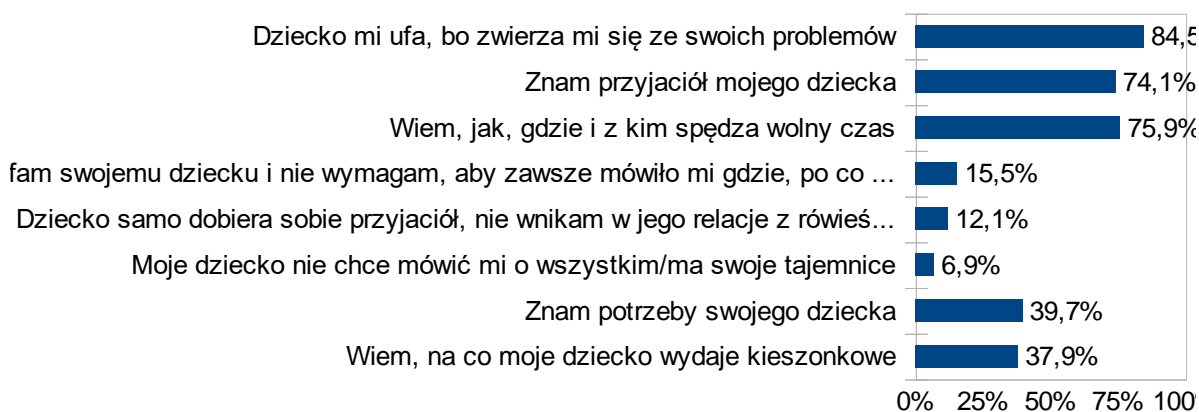 Dziecko mi ufa, bo zwierza mi się ze swoich problemów 84,5
Znam przyjaciół mojego dziecka 74,1%
Wiem, jak, gdzie i z kim spędza wolny czas 75,9%
fam swojemu dziecku i nie wymagam, aby zawsze mówiło mi gdzie, po co ... 15,5%
Dziecko samo dobiera sobie przyjaciół, nie wnikam w jego relacje z rówieś... 12,1%
Moje dziecko nie chce mówić mi o wszystkim/ma swoje tajemnice 6,9%
Znam potrzeby swojego dziecka 39,7%
Wiem, na co moje dziecko wydaje kieszonkowe 37,9%
0% 25% 50% 75% 100